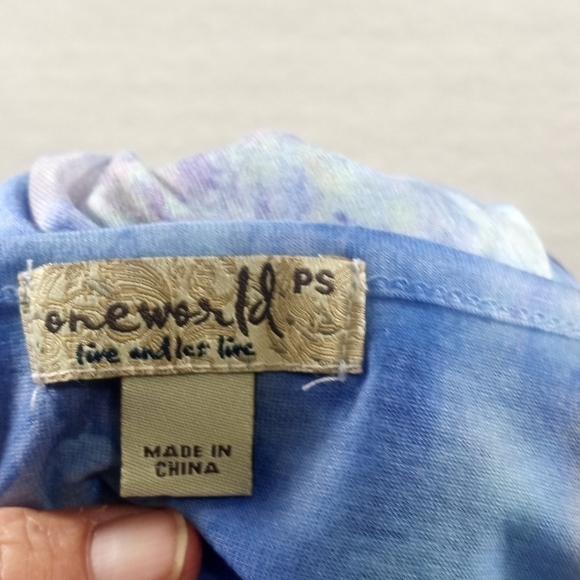 oneworld. PS
live and let live
MADE IN
CHINA